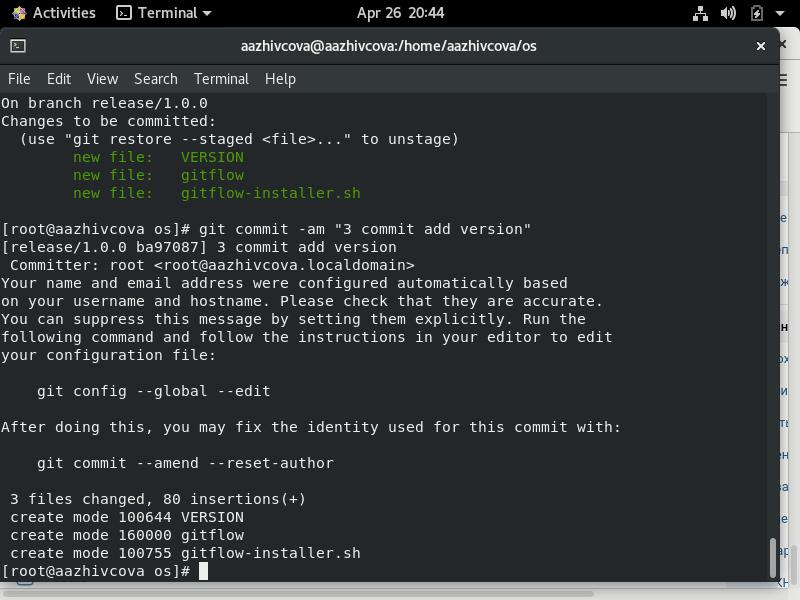 Activities Terminal Apr 26 20:44
aazhivcova@aazhivcova:/home/aazhivcova/os
File Edit View Search Terminal Help
On branch release/1.0.0
Changes to be committed:
  (use "git restore --staged <file>..." to unstage)
        new file:   VERSION
        new file:   gitflow
        new file:   gitflow-installer.sh
[root@aazhivcova os]# git commit -am "3 commit add version"
[release/1.0.0 ba97087] 3 commit add version
 Committer: root <root@aazhivcova.localdomain>
Your name and email address were configured automatically based
on your username and hostname. Please check that they are accurate.
You can suppress this message by setting them explicitly. Run the
following command and follow the instructions in your editor to edit
your configuration file:
    git config --global --edit
After doing this, you may fix the identity used for this commit with:
    git commit --amend --reset-author
 3 files changed, 80 insertions(+)
 create mode 100644 VERSION
 create mode 160000 gitflow
 create mode 100755 gitflow-installer.sh
[root@aazhivcova os]#